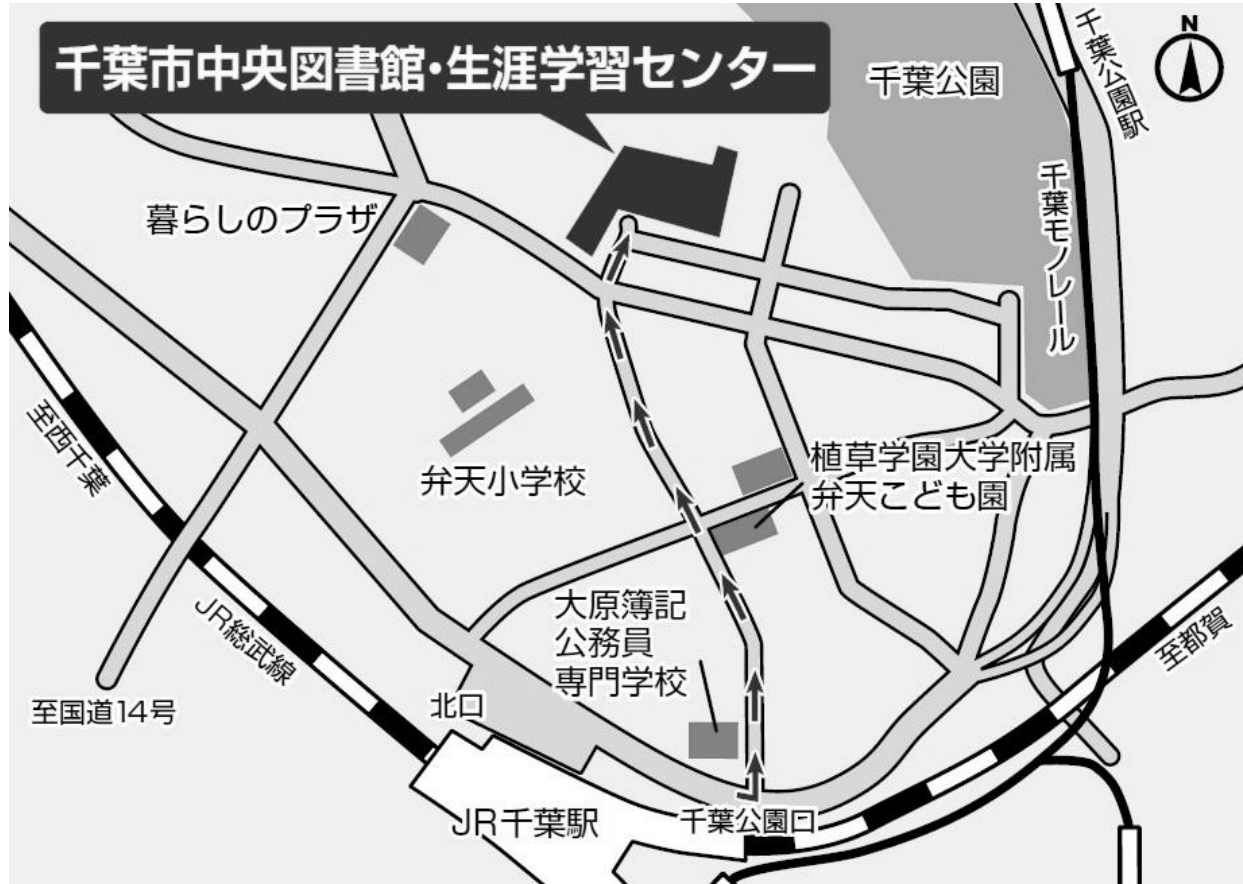 千葉市中央図書館・生涯学習センター
N
千葉公園
千葉公園駅
千葉モノレール
暮らしのプラザ
弁天小学校
植草学園大学附属
弁天こども園
至西千葉
JR総武線
至国道14号
大原簿記
公務員
専門学校
北口
至都賀
JR千葉駅
千葉公園口